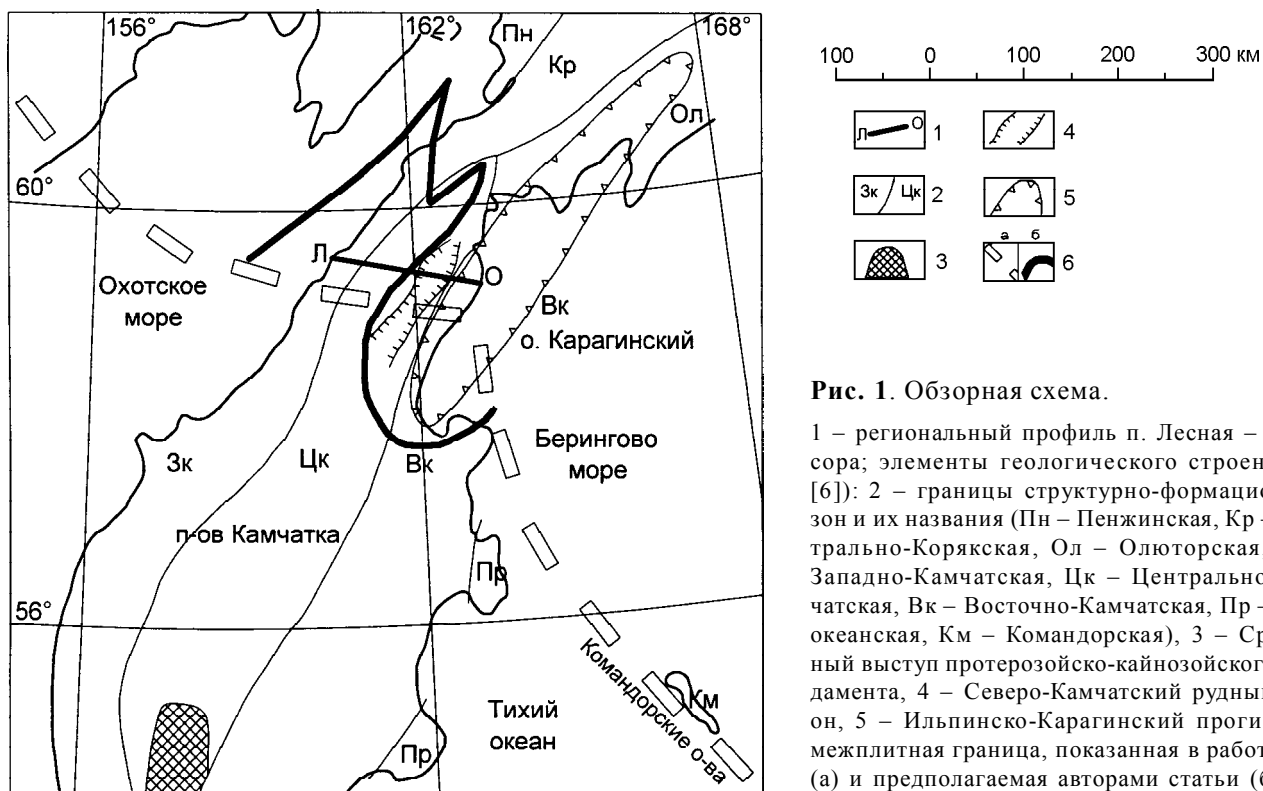 156°
162°
168°
Пн
Кр
Ол
60°
Л
О
Охотское
море
Вк
о. Карагинский
Зк
Цк
Вк
Берингово
море
п-ов Камчатка
Пр
56°
Командорские о-ва
Км
Тихий
океан
Пр
100 0 100 200 300 км
Л О 1
4
Зк Цк 2
5
3
а б
6
Рис. 1. Обзорная схема.
1 – региональный профиль п. Лесная –
сора; элементы геологического строен
[6]): 2 – границы структурно-формацио
зон и их названия (Пн – Пенжинская, Кр –
трально-Корякская, Ол – Олюторская
Западно-Камчатская, Цк – Центрально
чатская, Вк – Восточно-Камчатская, Пр –
океанская, Км – Командорская), 3 – Ср
ный выступ протерозойско-кайнозойского
дамента, 4 – Северо-Камчатский рудны
он, 5 – Ильпинско-Карагинский проги
межплитная граница, показанная в работ
(а) и предполагаемая авторами статьи (б